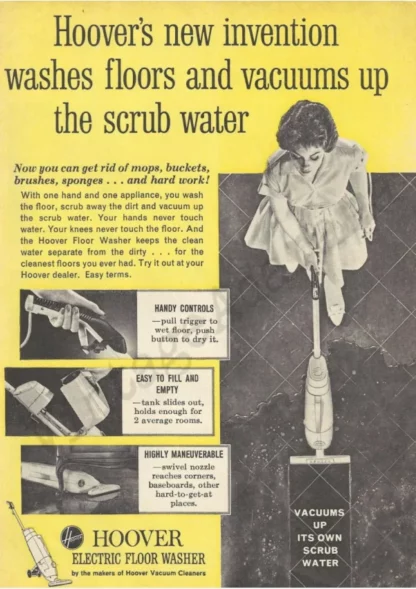 Hoover's new invention
washes floors and vacuums up
the scrub water
Now you can get rid of mops, buckets,
brushes, sponges . . . and hard work!
With one hand and one appliance, you wash
the floor, scrub away the dirt and vacuum up
the scrub water. Your hands never touch
water. Your knees never touch the floor. And
the Hoover Floor Washer keeps the clean
water separate from the dirty . . . for the
cleanest floors you ever had. Try it out at your
Hoover dealer. Easy terms.
HANDY CONTROLS
—pull trigger to
wet floor, push
button to dry it.
EASY TO FILL AND
EMPTY
—tank slides out,
holds enough for
2 average rooms.
HIGHLY MANEUVERABLE
—swivel nozzle
reaches corners,
baseboards, other
hard-to-get-at
places.
VACUUMS
UP
ITS OWN
SCRUB
WATER
HOOVER
ELECTRIC FLOOR WASHER
by the makers of Hoover Vacuum Cleaners